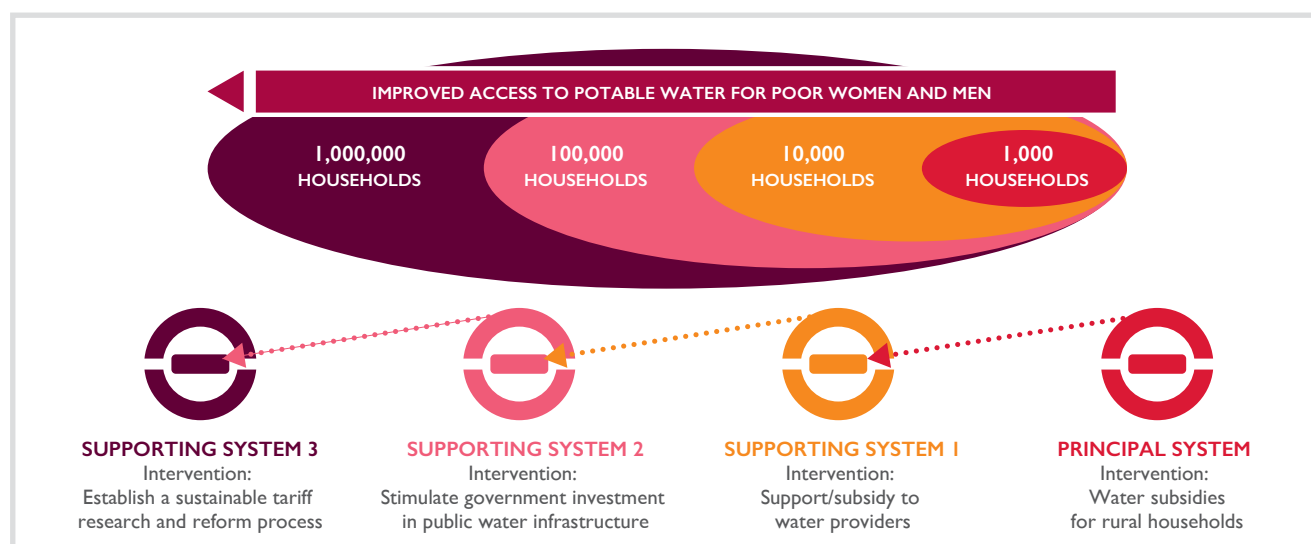 IMPROVED ACCESS TO POTABLE WATER FOR POOR WOMEN AND MEN
1,000,000
HOUSEHOLDS
100,000
HOUSEHOLDS
10,000
HOUSEHOLDS
1,000
HOUSEHOLDS
SUPPORTING SYSTEM 3
Intervention:
Establish a sustainable tariff
research and reform process
SUPPORTING SYSTEM 2
Intervention:
Stimulate government investment
in public water infrastructure
SUPPORTING SYSTEM 1
Intervention:
Support/subsidy to
water providers
PRINCIPAL SYSTEM
Intervention:
Water subsidies
for rural households